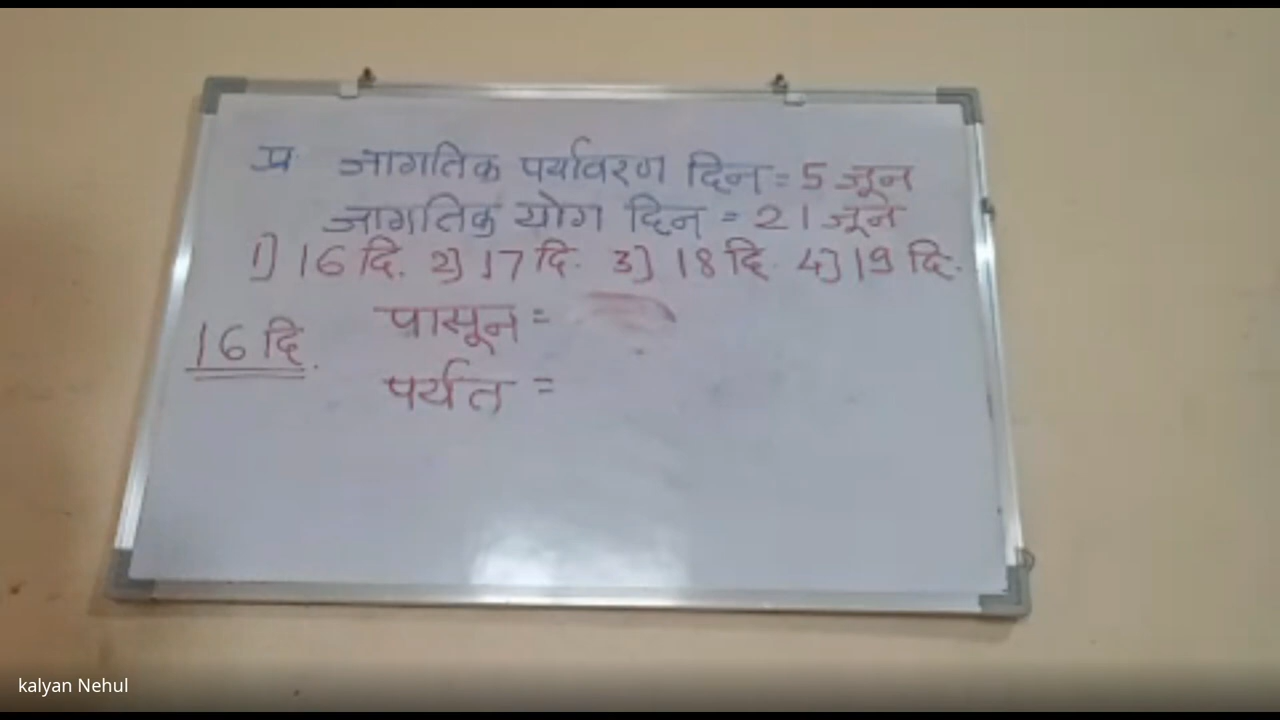 प्र जागतिक पर्यावरण दिन = 5 जून
जागतिक योग दिन = 21 जून
1) 16 दि. 2) 17 दि. 3) 18 दि. 4) 19 दि.
पासून =
16 दि.
पर्यंत =
kalyan Nehul